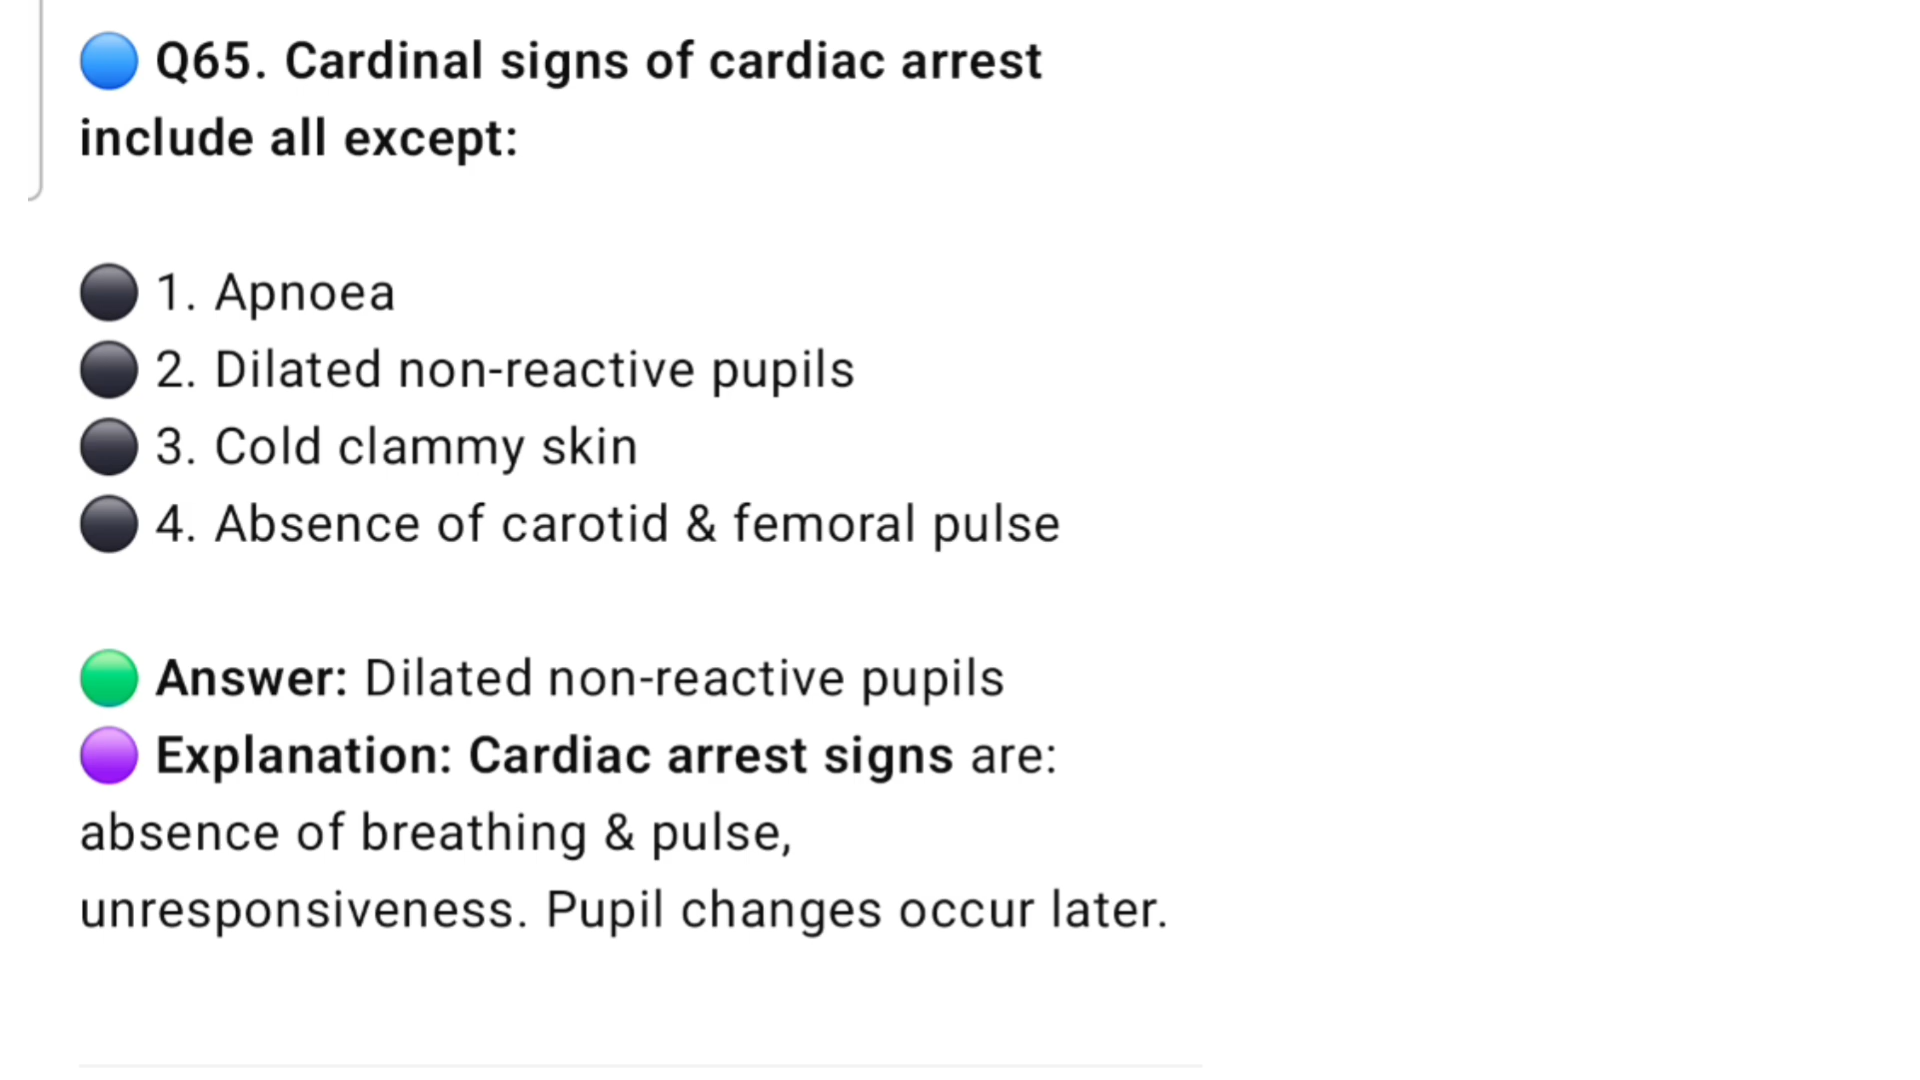 Q65. Cardinal signs of cardiac arrest
include all except:
1. Apnoea
2. Dilated non-reactive pupils
3. Cold clammy skin
4. Absence of carotid & femoral pulse
Answer: Dilated non-reactive pupils
Explanation: Cardiac arrest signs are:
absence of breathing & pulse,
unresponsiveness. Pupil changes occur later.